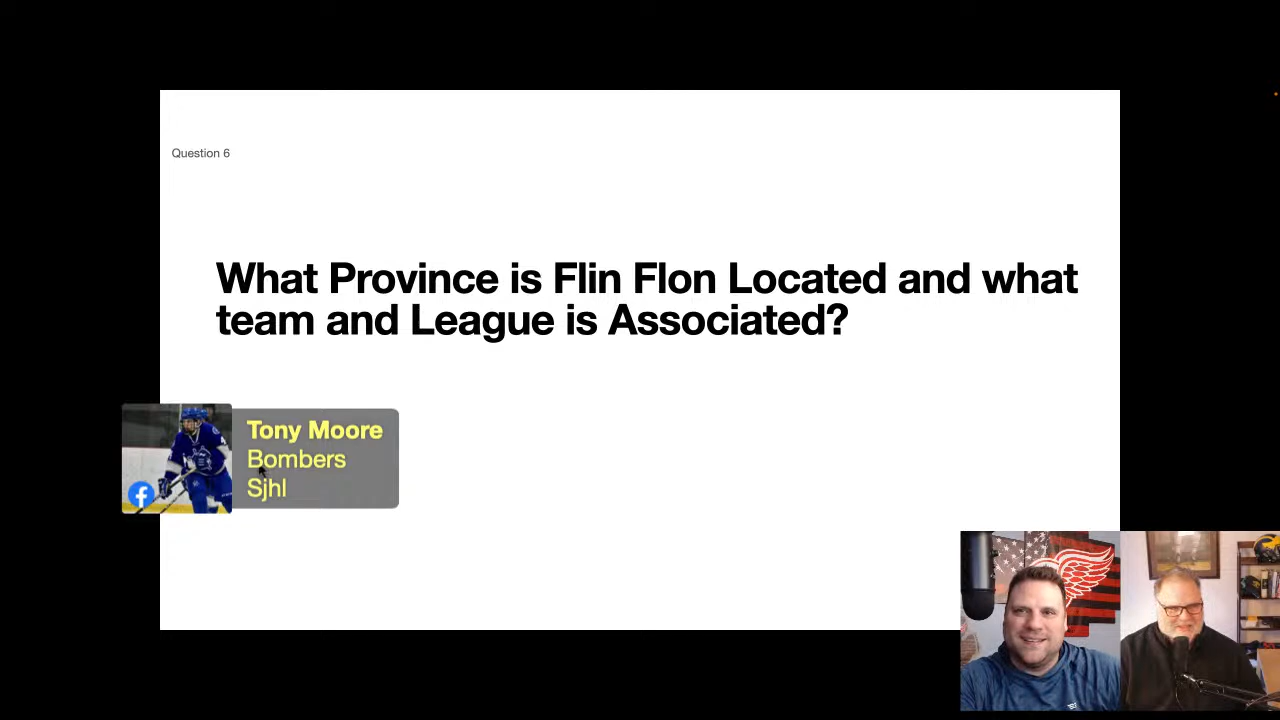 Question 6
What Province is Flin Flon Located and what
team and League is Associated?
Tony Moore
Bombers
Sjhl